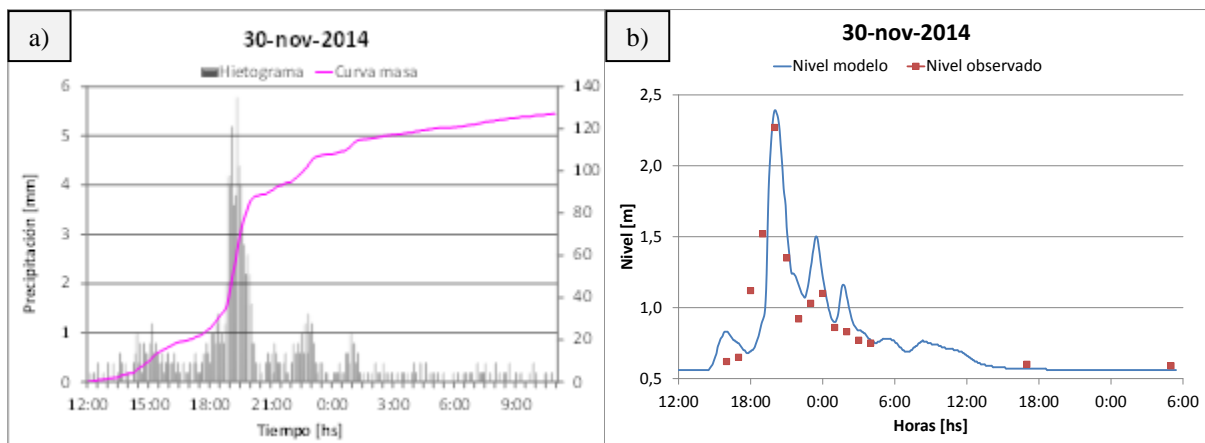 a)
30-nov-2014
Hietograma
Curva masa
Precipitación [mm]
6
5
4
3
2
1
0
140
120
100
80
60
40
20
0
12:00 15:00 18:00 21:00 0:00 3:00 6:00 9:00
Tiempo [hs]
b)
30-nov-2014
Nivel modelo
Nivel observado
Nivel [m]
2,5
2,0
1,5
1,0
0,5
12:00 18:00 0:00 6:00 12:00 18:00 0:00 6:00
Horas [hs]